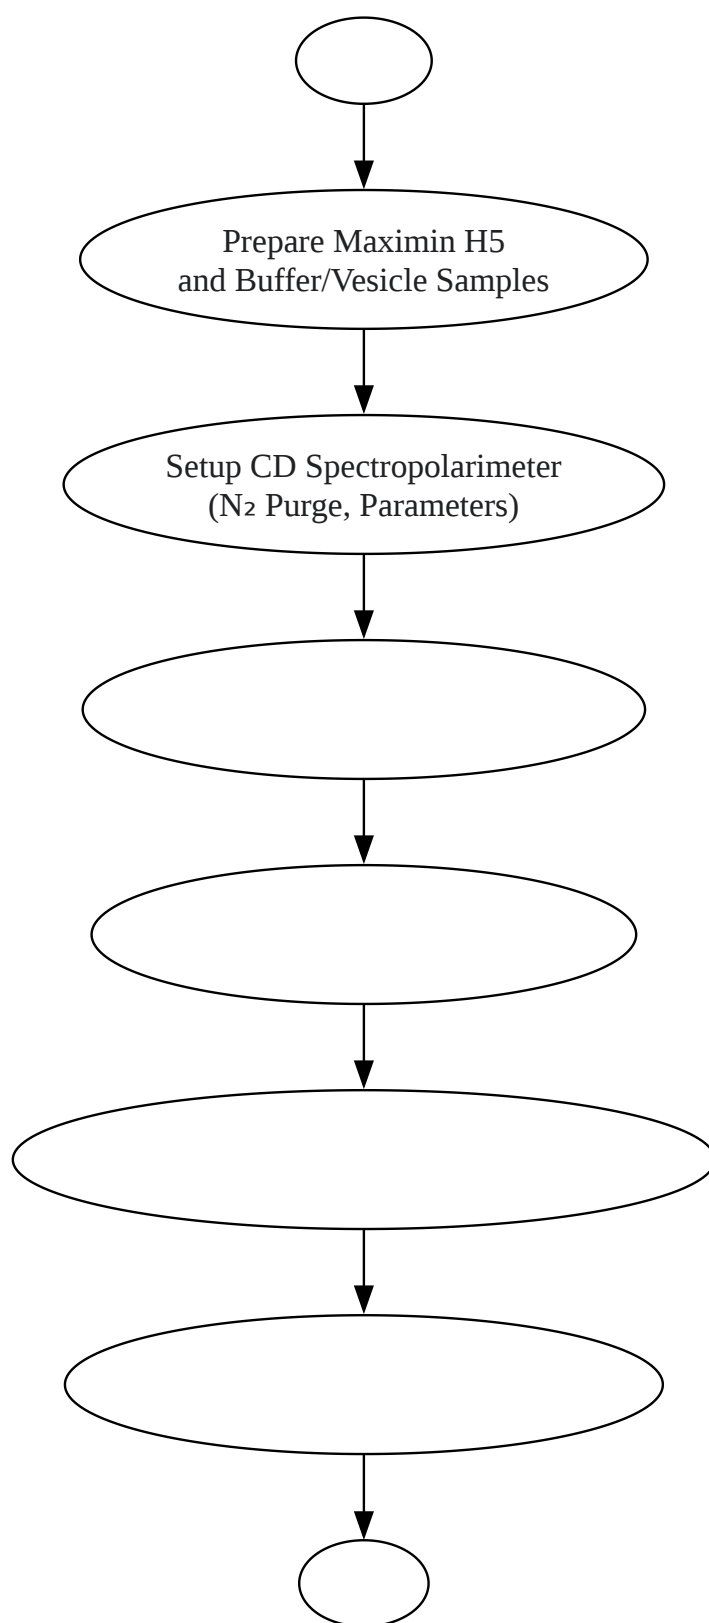 Prepare Maximin H5
and Buffer/Vesicle Samples
Setup CD Spectropolarimeter
(N₂ Purge, Parameters)